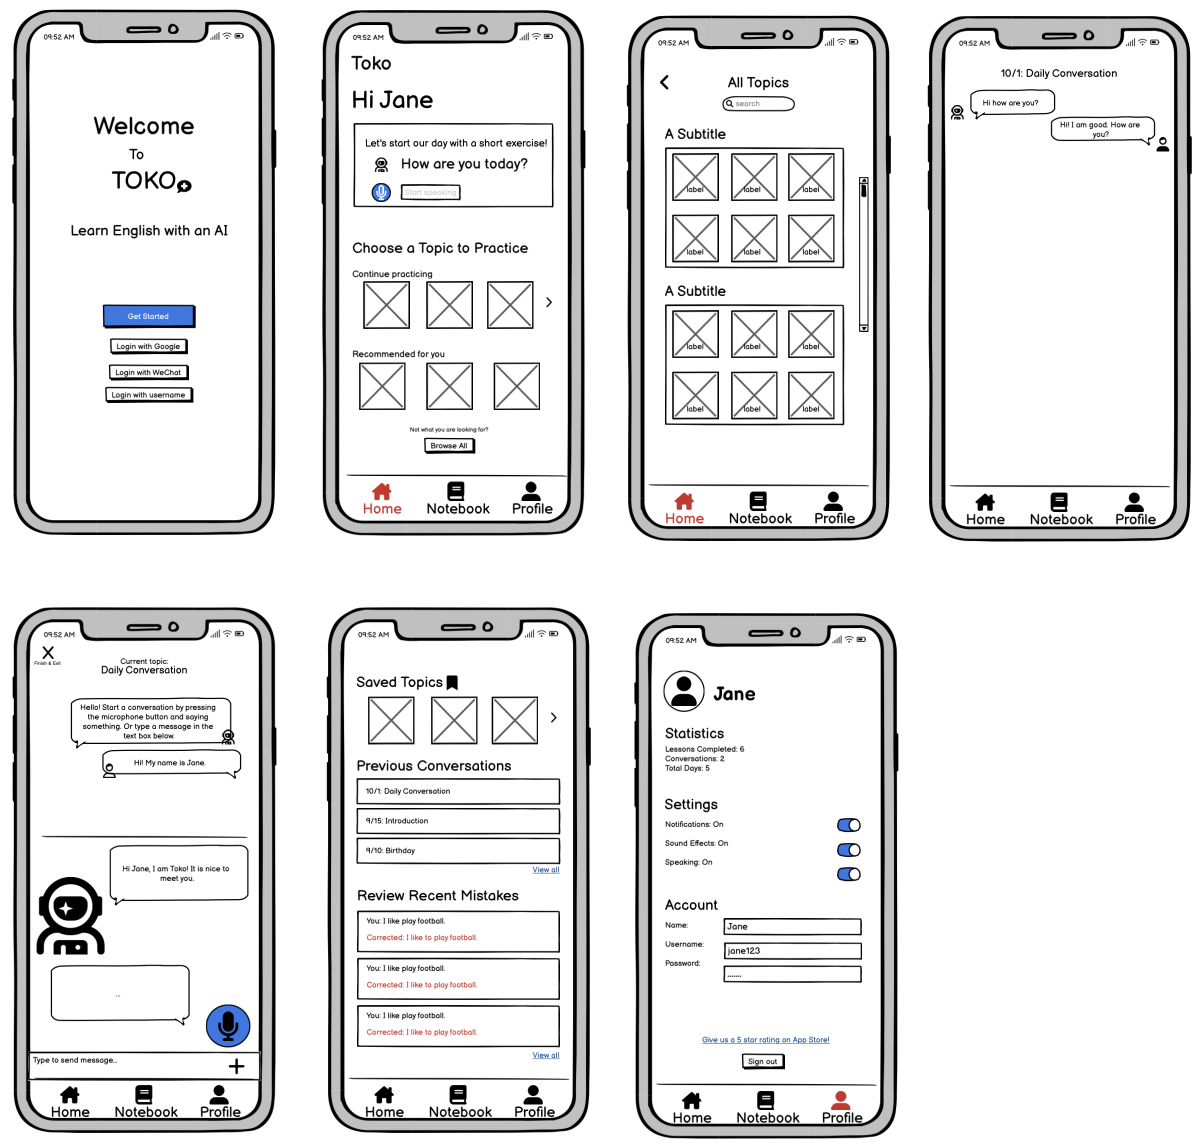 09:52 AM
Welcome
To
TOKO
Learn English with an AI
Get Started
Login with Google
Login with WeChat
Login with username
09:52 AM
Toko
Hi Jane
Let's start our day with a short exercise!
How are you today?
Start speaking
Choose a Topic to Practice
Continue practicing
Recommended for you
Not what you are looking for?
Browse All
Home Notebook Profile
09:52 AM
All Topics
search
A Subtitle
label label label
label label label
A Subtitle
label label label
label label label
Home Notebook Profile
09:52 AM
10/1: Daily Conversation
Hi how are you?
Hi! I am good. How are
you?
Home Notebook Profile
09:52 AM
Finish & Exit
Current topic:
Daily Conversation
Hello! Start a conversation by pressing
the microphone button and saying
something. Or type a message in the
text box below.
Hi! My name is Jane.
Hi Jane, I am Toko! It is nice to
meet you.
...
Type to send message..
Home Notebook Profile
09:52 AM
Saved Topics
Previous Conversations
10/1: Daily Conversation
9/15: Introduction
9/10: Birthday
View all
Review Recent Mistakes
You: I like play football.
Corrected: I like to play football.
You: I like play football.
Corrected: I like to play football.
You: I like play football.
Corrected: I like to play football.
View all
Home Notebook Profile
09:52 AM
Jane
Statistics
Lessons Completed: 6
Conversations: 2
Total Days: 5
Settings
Notifications: On
Sound Effects: On
Speaking: On
Account
Name: Jane
Username: jane123
Password: .......
Give us a 5 star rating on App Store!
Sign out
Home Notebook Profile